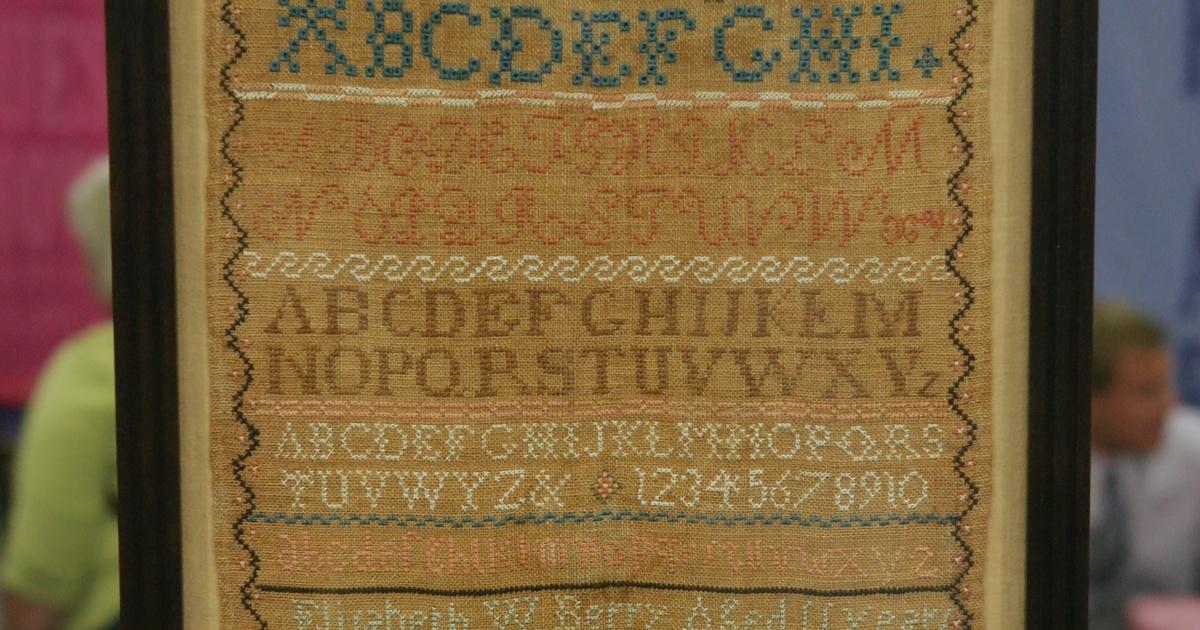 ABCDEFGHI
ABCDEFGHIKLM
NOPQRSTUVW
ABCDEFGHIJKLM
NOPQRSTUVWXYZ
ABCDEFGHIJKLMNOPQRS
TUVWYZ& 12345678910
Elizabeth W Berry Aged 11 years